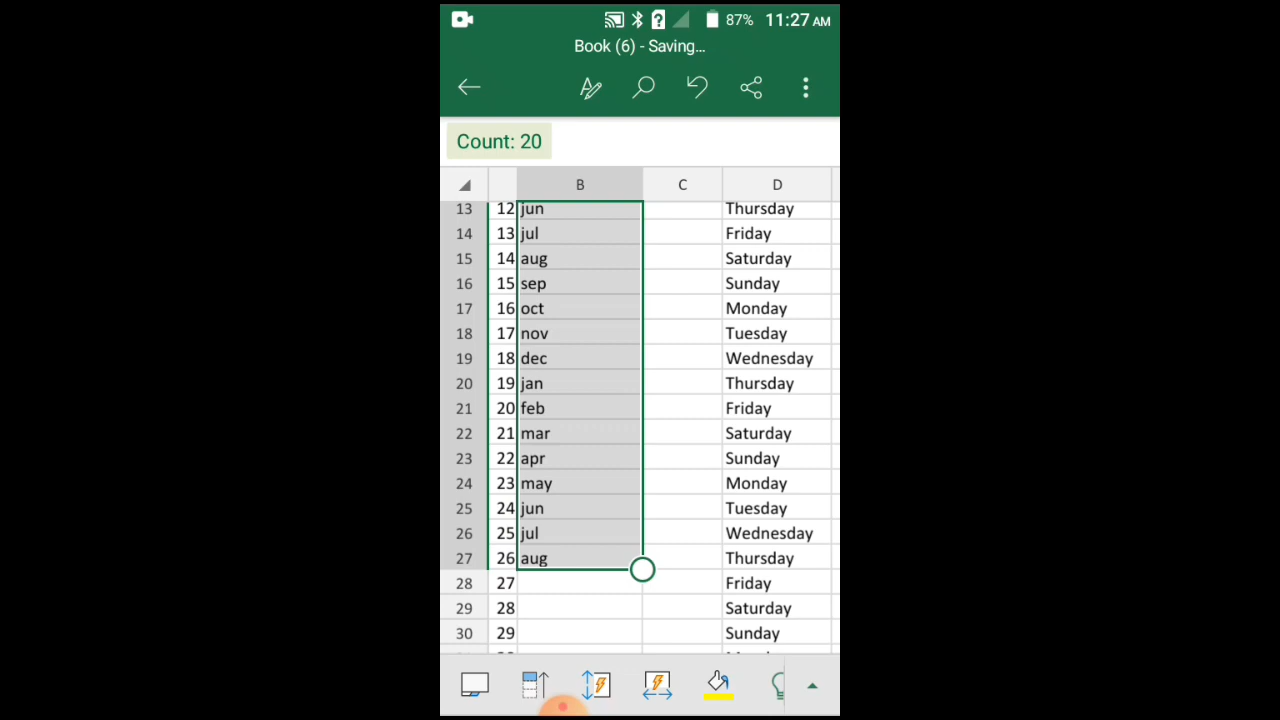 87% 11:27 AM
Book (6) - Saving...
Count: 20
B C D
13 12 jun Thursday
14 13 jul Friday
15 14 aug Saturday
16 15 sep Sunday
17 16 oct Monday
18 17 nov Tuesday
19 18 dec Wednesday
20 19 jan Thursday
21 20 feb Friday
22 21 mar Saturday
23 22 apr Sunday
24 23 may Monday
25 24 jun Tuesday
26 25 jul Wednesday
27 26 aug Thursday
28 27 Friday
29 28 Saturday
30 29 Sunday